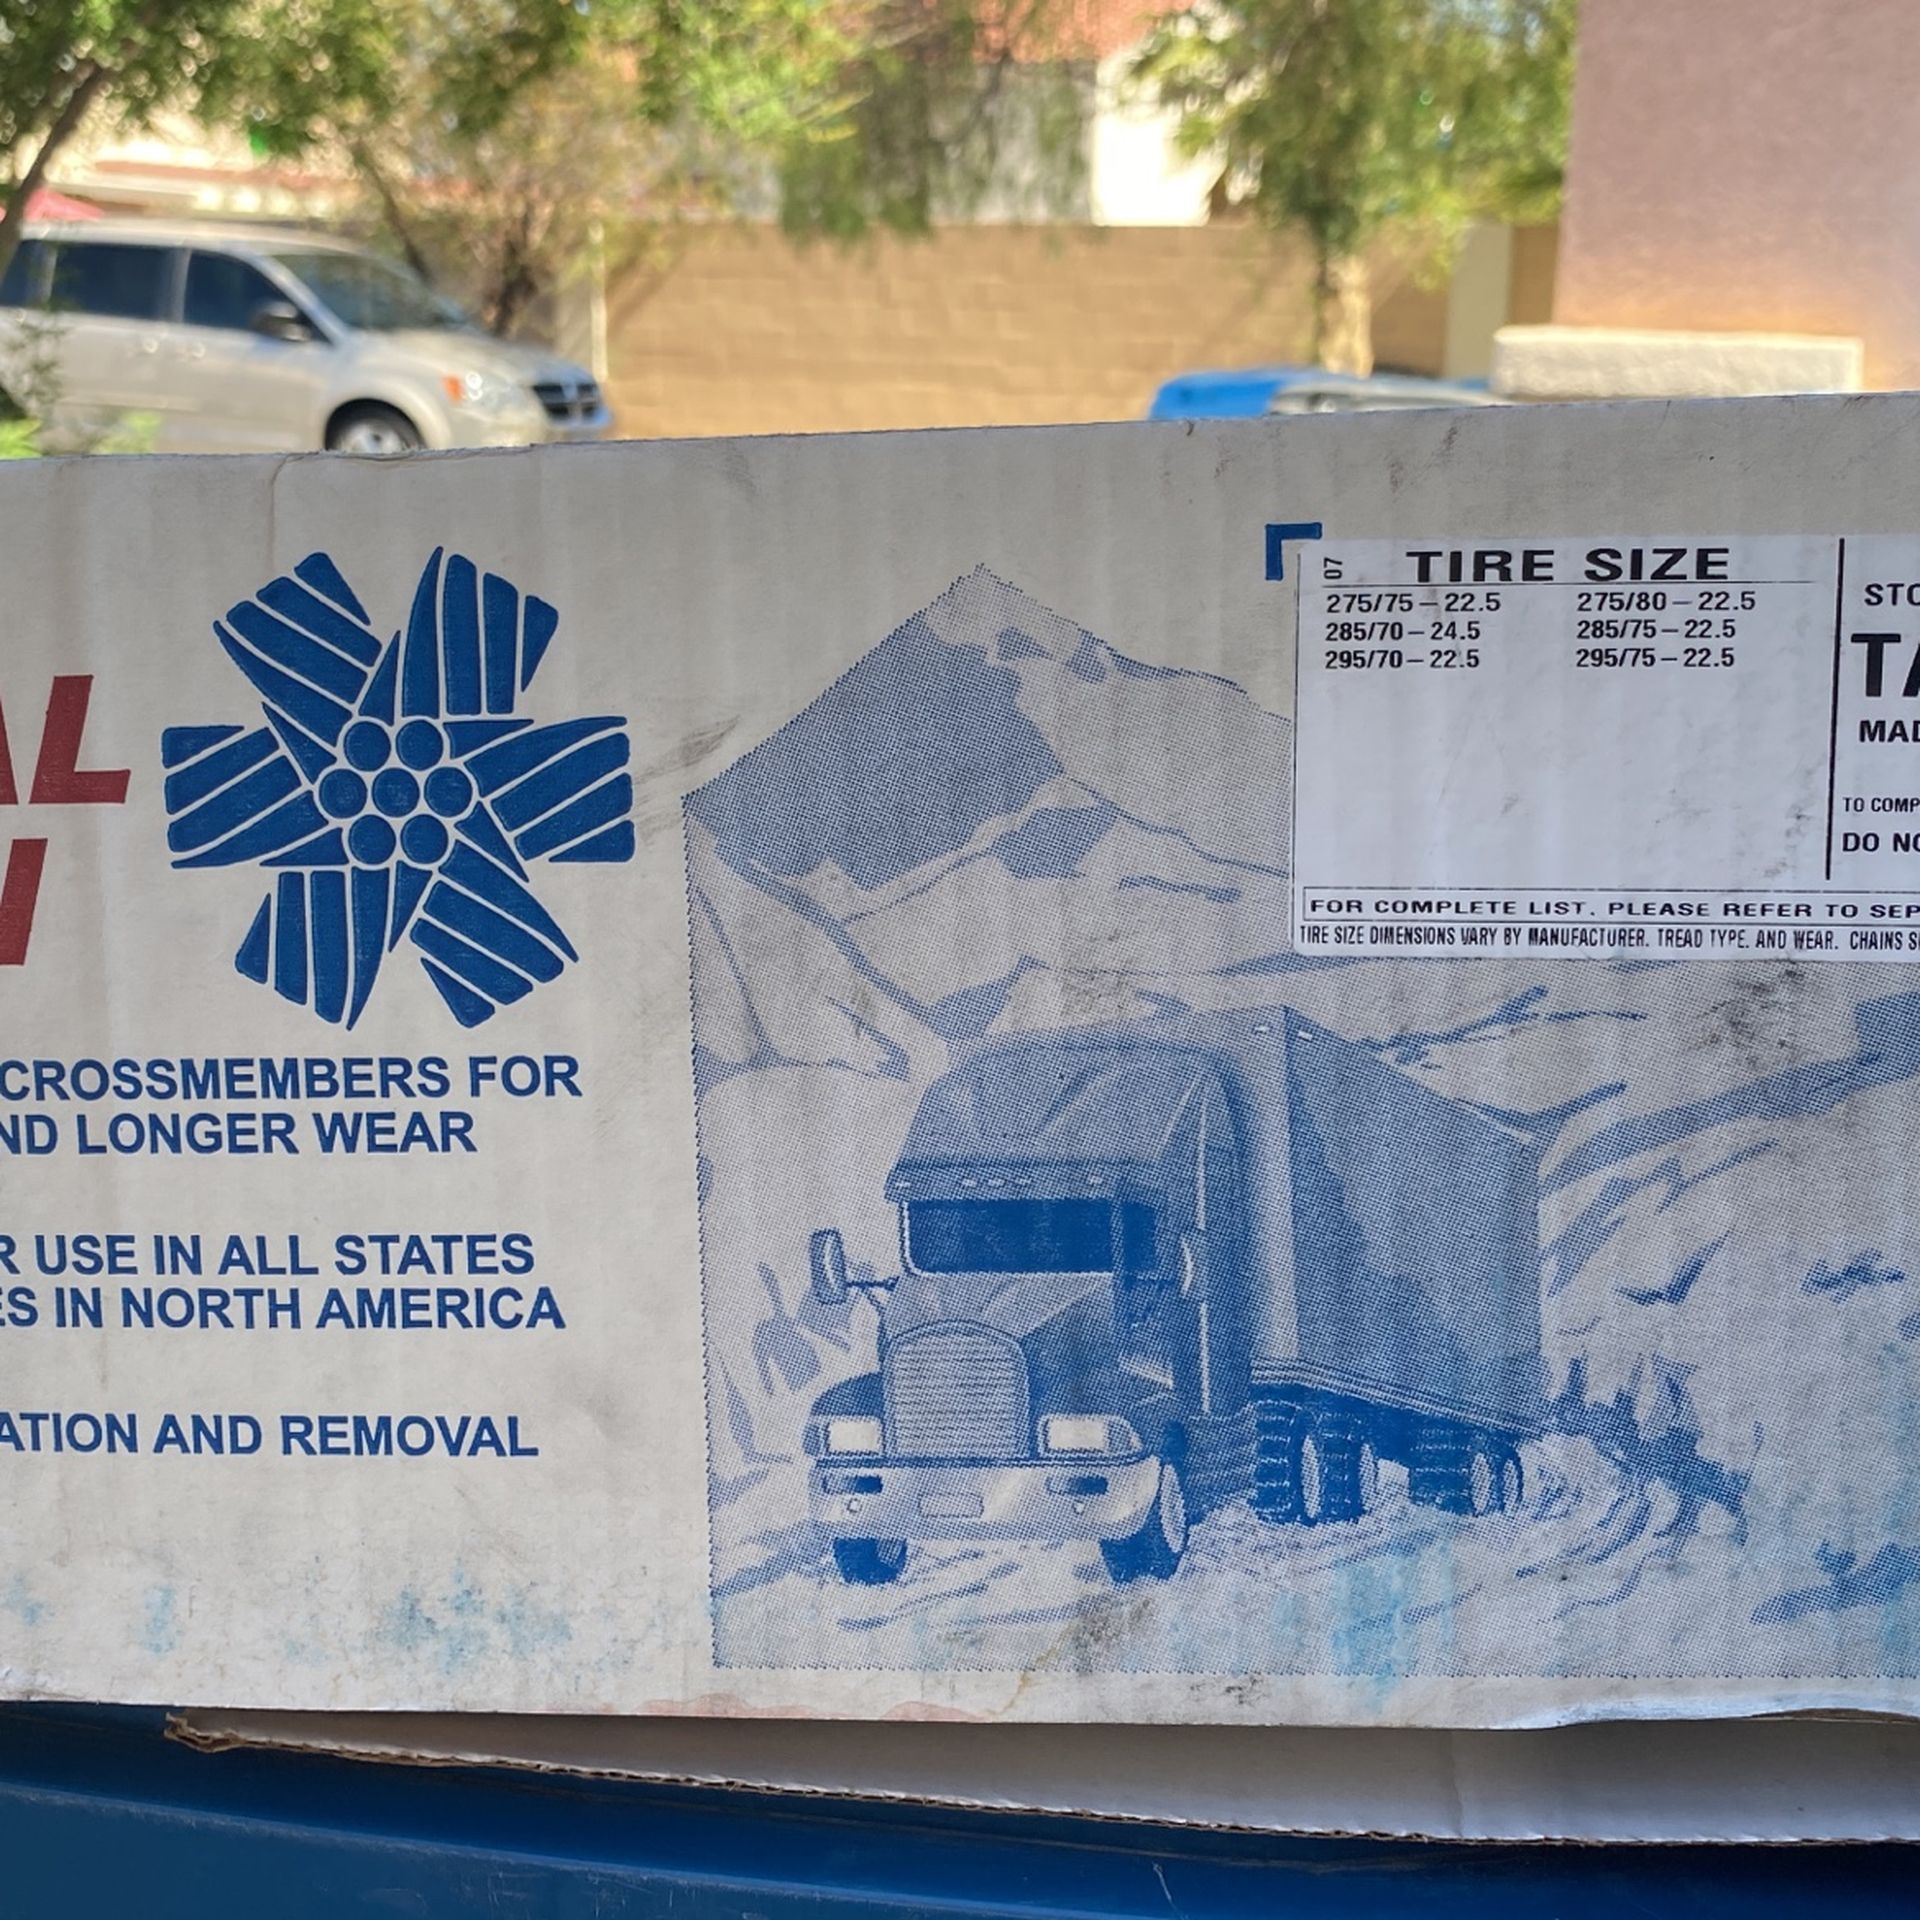 AL
CROSSMEMBERS FOR
ND LONGER WEAR
R USE IN ALL STATES
ES IN NORTH AMERICA
ATION AND REMOVAL
07
TIRE SIZE
275/75-22.5 275/80-22.5
285/70-24.5 285/75-22.5
295/70-22.5 295/75-22.5
STO
TA
MAD
TO COMP
DO NO
FOR COMPLETE LIST, PLEASE REFER TO SEP
TIRE SIZE DIMENSIONS VARY BY MANUFACTURER, TREAD TYPE, AND WEAR. CHAINS S